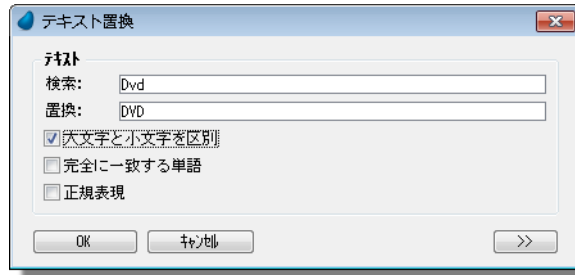 テキスト置換
ﾃｷｽﾄ
検索: Dvd
置換: DVD
大文字と小文字を区別
完全に一致する単語
正規表現
OK ｷｬﾝｾﾙ >>